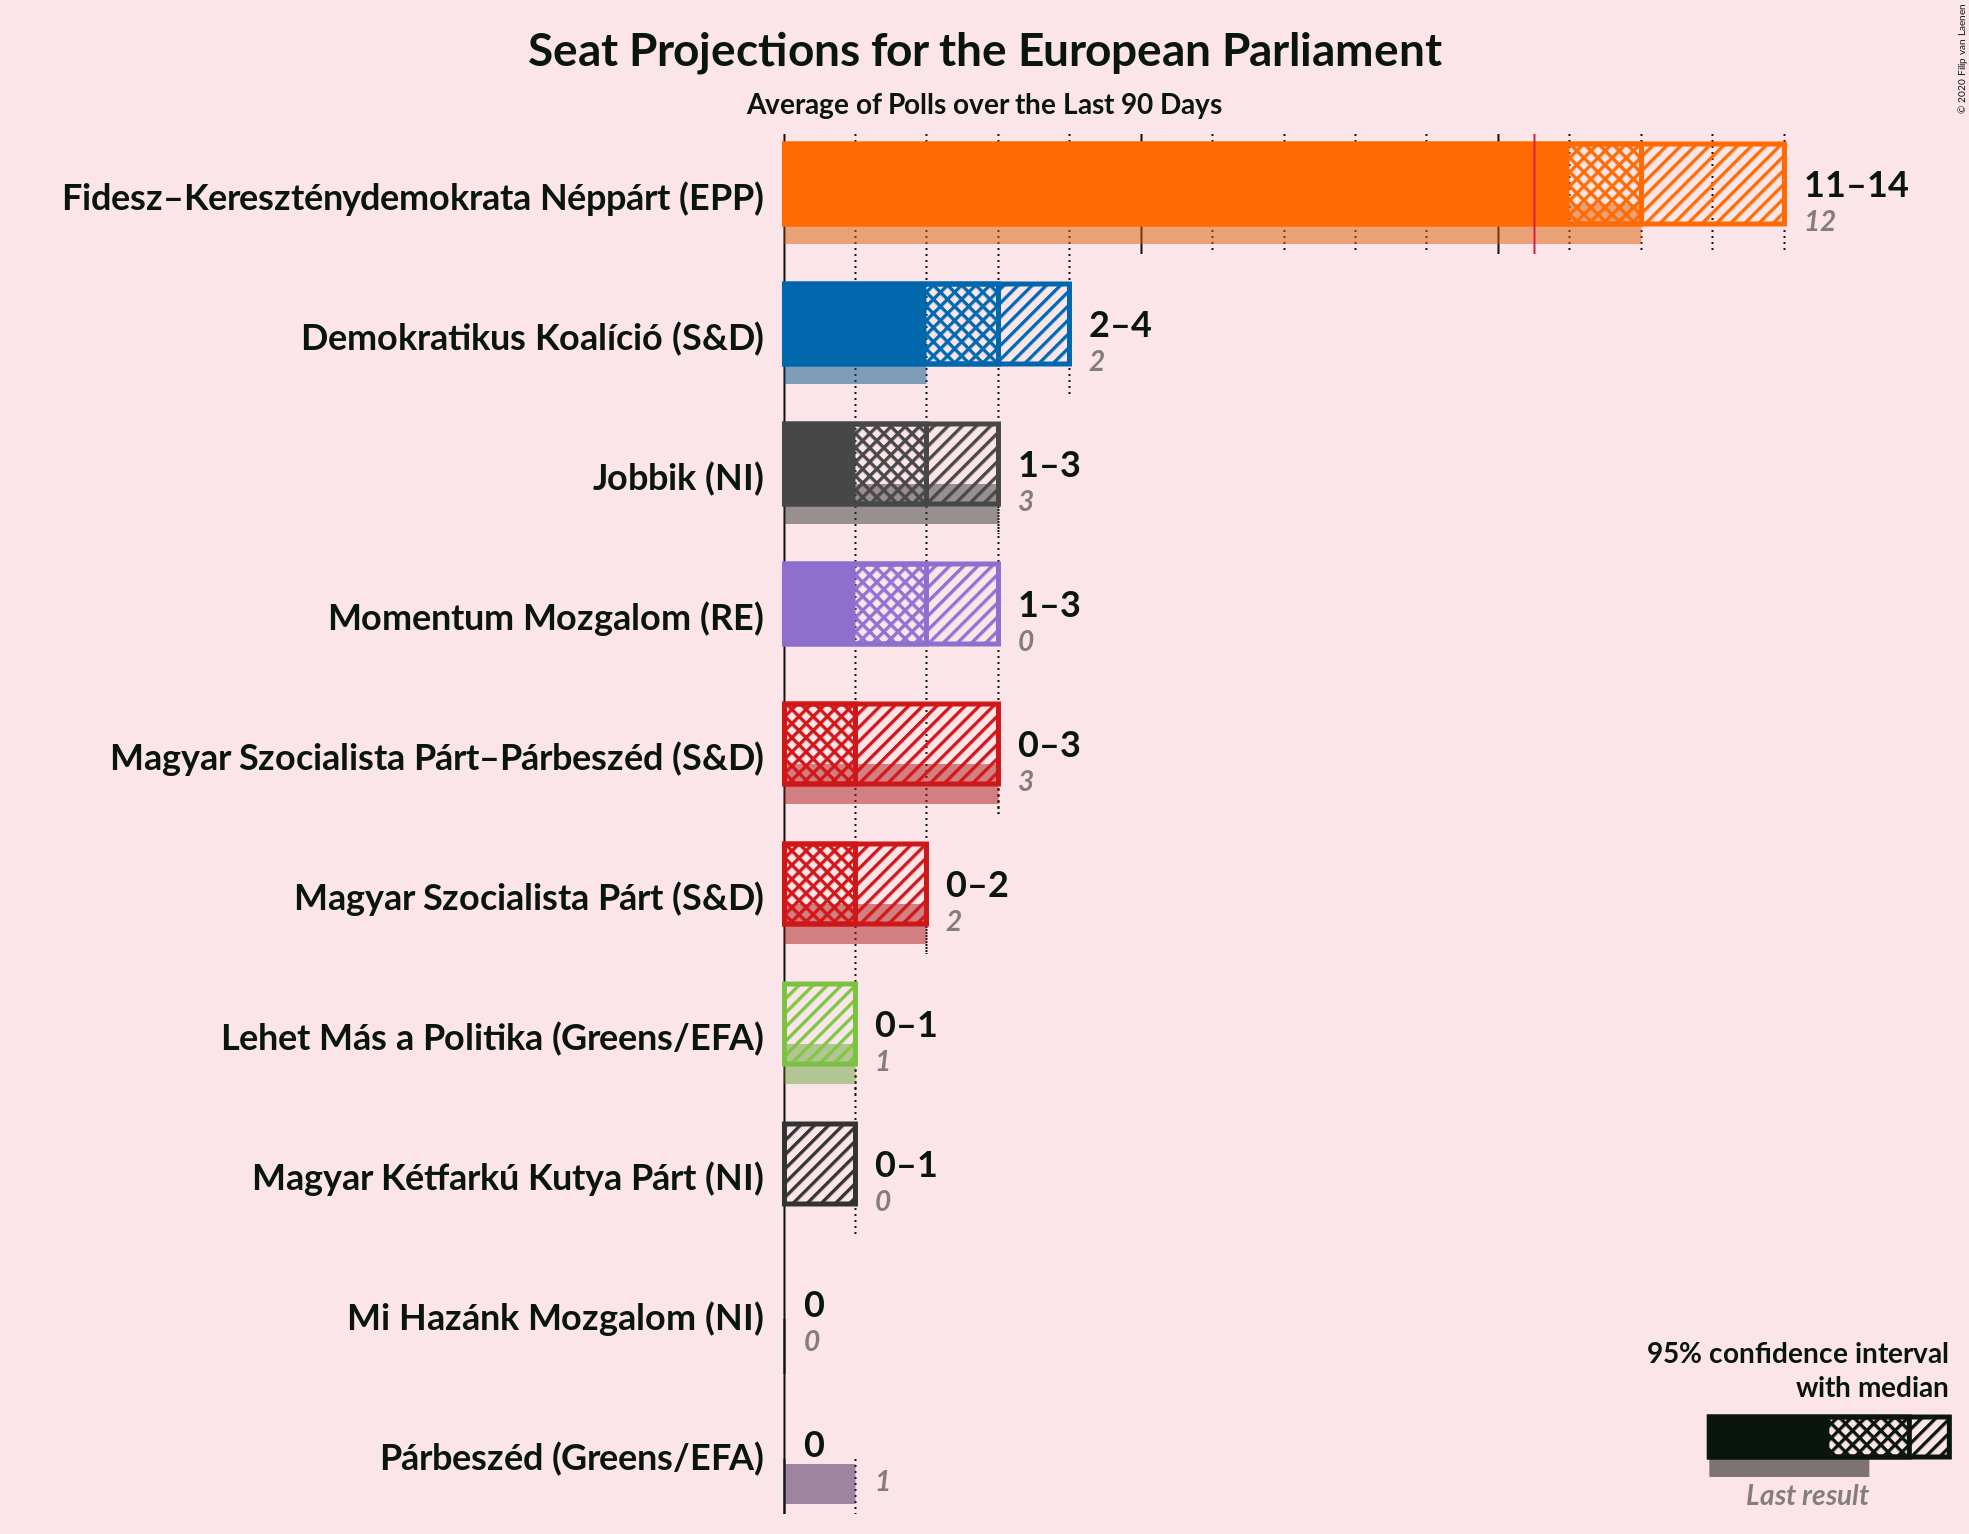 Seat Projections for the European Parliament
Average of Polls over the Last 90 Days
© 2020 Filip van Laenen
Fidesz–Kereszténydemokrata Néppárt (EPP)
11–14
12
Demokratikus Koalíció (S&D)
2–4
2
Jobbik (NI)
1–3
3
Momentum Mozgalom (RE)
1–3
0
Magyar Szocialista Párt–Párbeszéd (S&D)
0–3
3
Magyar Szocialista Párt (S&D)
0–2
2
Lehet Más a Politika (Greens/EFA)
0–1
1
Magyar Kétfarkú Kutya Párt (NI)
0–1
0
Mi Hazánk Mozgalom (NI)
0
0
Párbeszéd (Greens/EFA)
0
1
95% confidence interval
with median
Last result